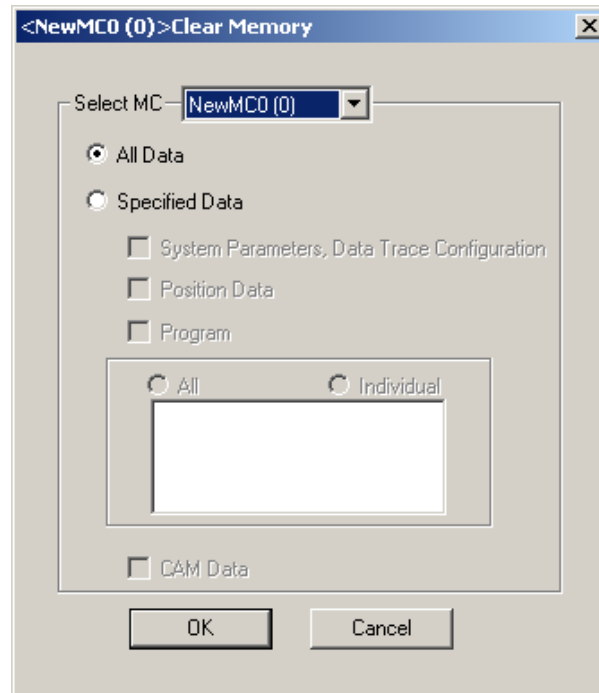 <NewMC0 (0)>Clear Memory
Select MC NewMC0 (0)
All Data
Specified Data
System Parameters, Data Trace Configuration
Position Data
Program
All Individual
CAM Data
OK Cancel